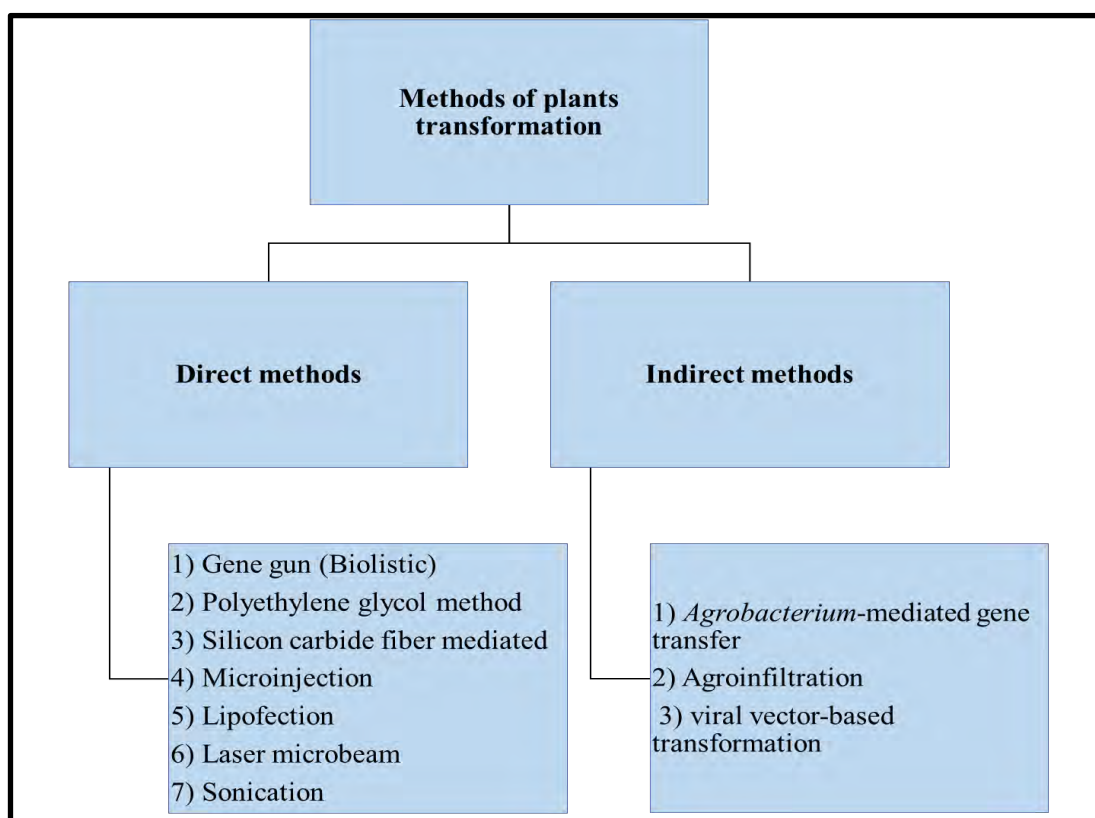 Methods of plants
transformation
Direct methods
Indirect methods
1) Gene gun (Biolistic)
2) Polyethylene glycol method
3) Silicon carbide fiber mediated
4) Microinjection
5) Lipofection
6) Laser microbeam
7) Sonication
1) Agrobacterium-mediated gene
transfer
2) Agroinfiltration
3) viral vector-based
transformation